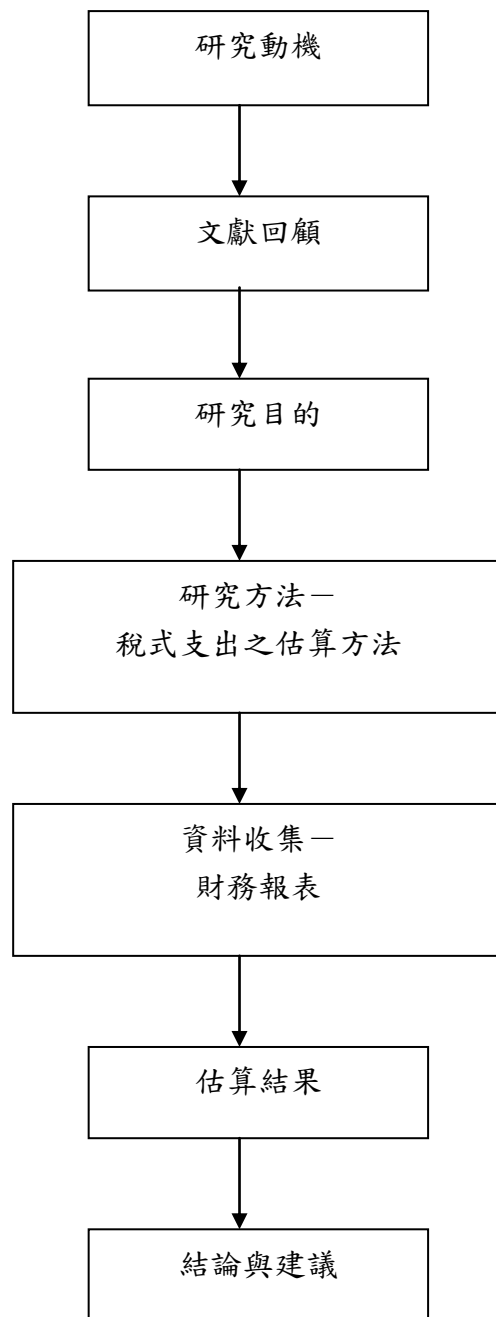 研究動機
文獻回顧
研究目的
研究方法－
稅式支出之估算方法
資料收集－
財務報表
估算結果
結論與建議